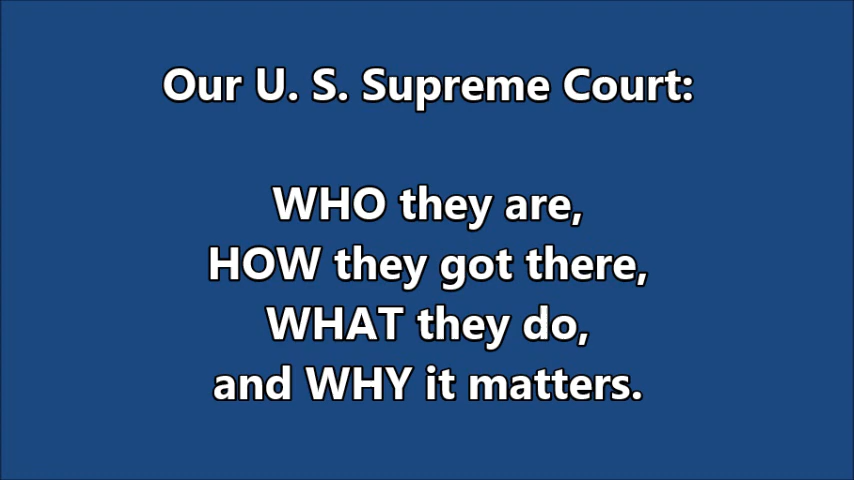 Our U. S. Supreme Court:
WHO they are,
HOW they got there,
WHAT they do,
and WHY it matters.